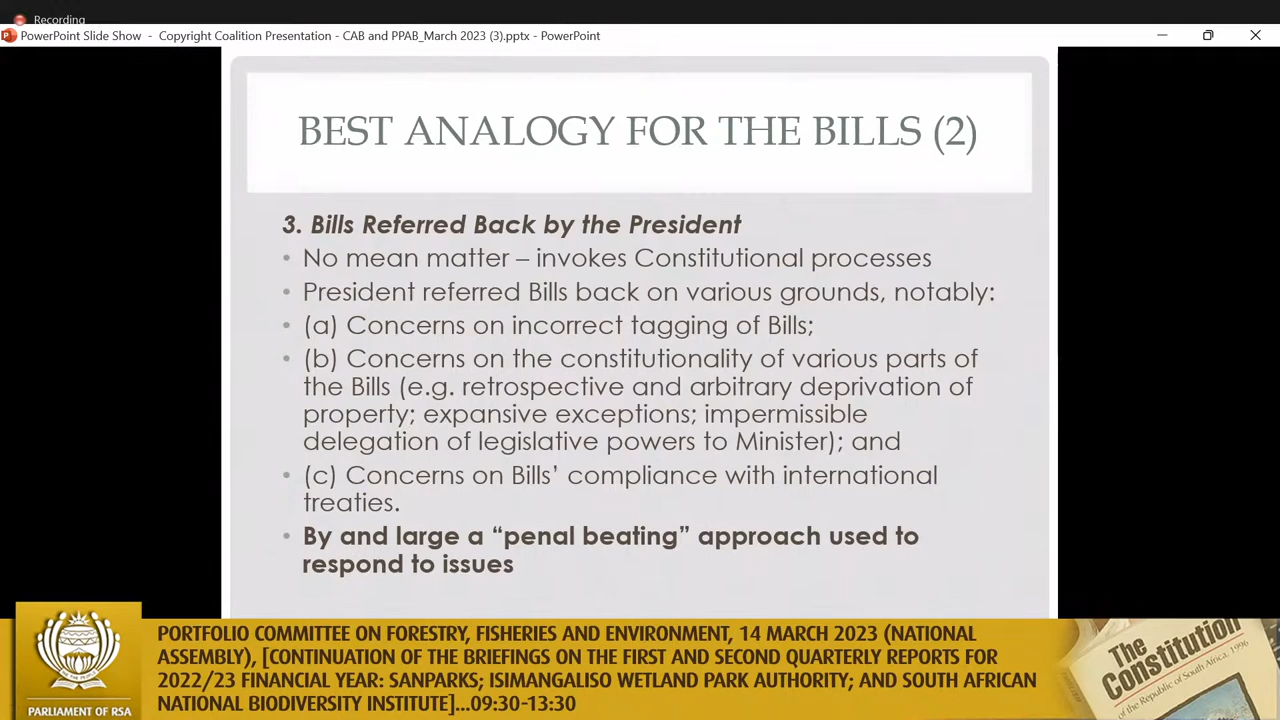 Recording
PowerPoint Slide Show - Copyright Coalition Presentation - CAB and PPAB_March 2023 (3).pptx - PowerPoint
BEST ANALOGY FOR THE BILLS (2)
3. Bills Referred Back by the President
• No mean matter – invokes Constitutional processes
• President referred Bills back on various grounds, notably:
• (a) Concerns on incorrect tagging of Bills;
• (b) Concerns on the constitutionality of various parts of
the Bills (e.g. retrospective and arbitrary deprivation of
property; expansive exceptions; impermissible
delegation of legislative powers to Minister); and
• (c) Concerns on Bills’ compliance with international
treaties.
• By and large a “penal beating” approach used to
respond to issues
PORTFOLIO COMMITTEE ON FORESTRY, FISHERIES AND ENVIRONMENT, 14 MARCH 2023 (NATIONAL
ASSEMBLY), [CONTINUATION OF THE BRIEFINGS ON THE FIRST AND SECOND QUARTERLY REPORTS FOR
2022/23 FINANCIAL YEAR: SANPARKS; ISIMANGALISO WETLAND PARK AUTHORITY; AND SOUTH AFRICAN
NATIONAL BIODIVERSITY INSTITUTE]...09:30-13:30
PARLIAMENT OF RSA
The
Constitution
of the Republic of South Africa, 1996